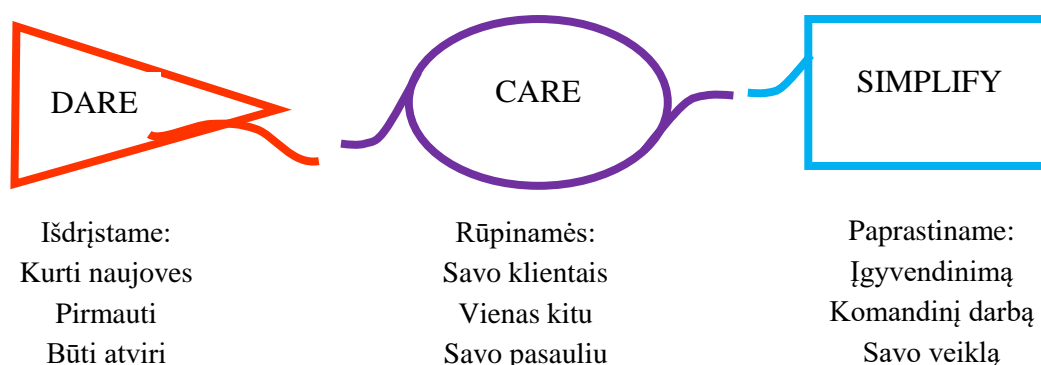 DARE
CARE
SIMPLIFY
Išdrįstame:
Kurti naujoves
Pirmauti
Būti atviri
Rūpinamės:
Savo klientais
Vienas kitu
Savo pasauliu
Paprastiname:
Įgyvendinimą
Komandinį darbą
Savo veiklą